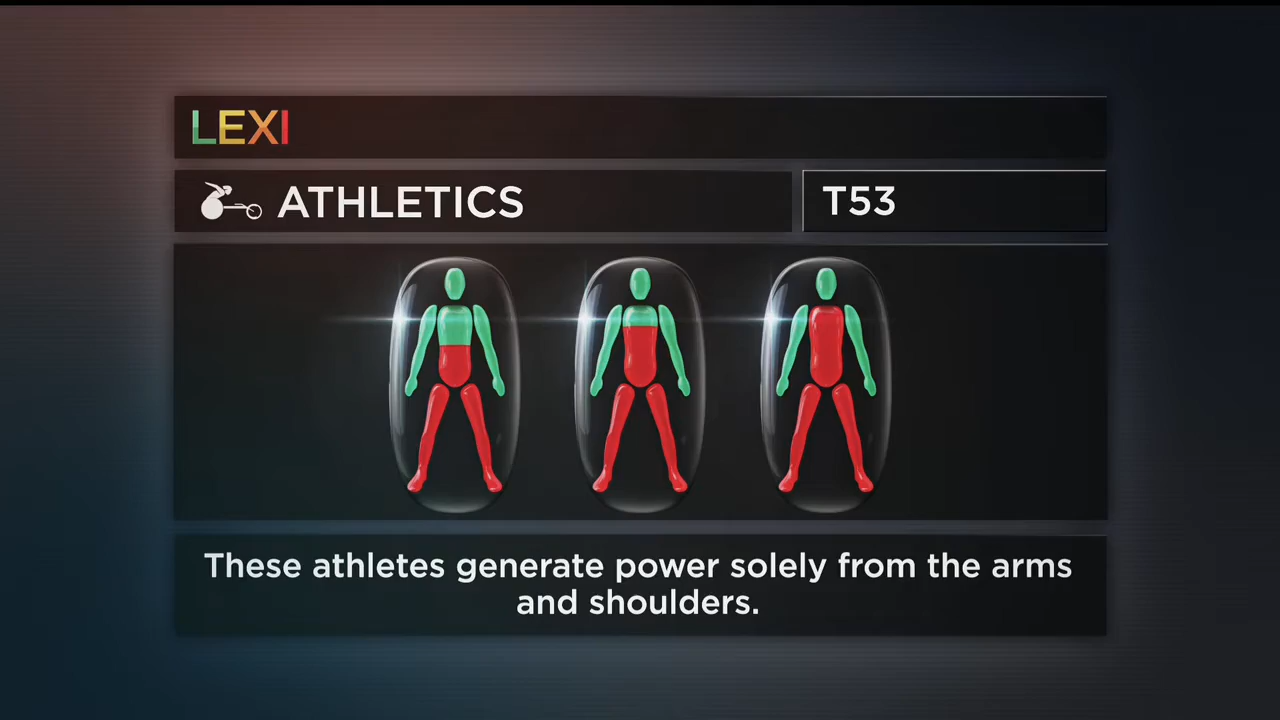 LEXI
ATHLETICS
T53
These athletes generate power solely from the arms
and shoulders.